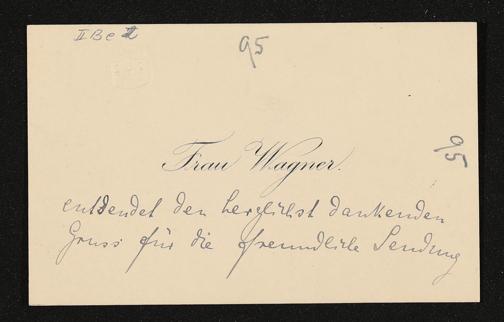 II Be 2
95
95
Frau Wagner.
entsendet den herzlichst dankenden
Gruss für die freundliche Sendung